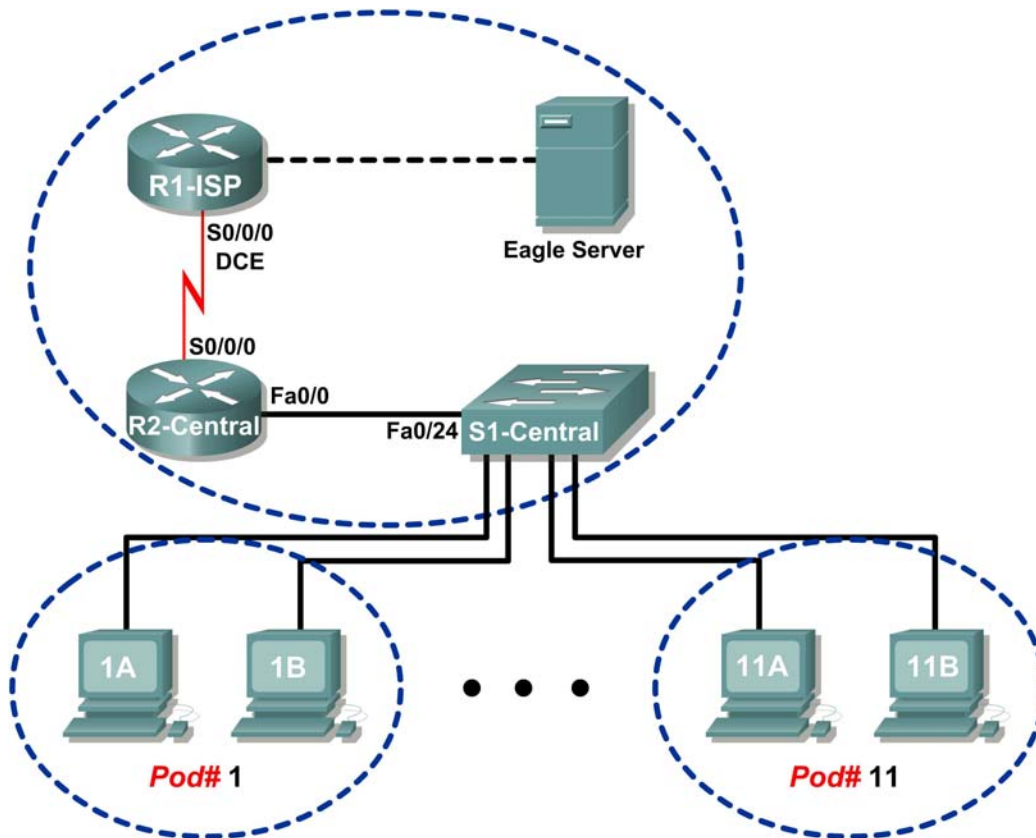 R1-ISP
S0/0/0
DCE
Eagle Server
S0/0/0
R2-Central
Fa0/0
Fa0/24
S1-Central
1A
1B
11A
11B
Pod# 1
Pod# 11